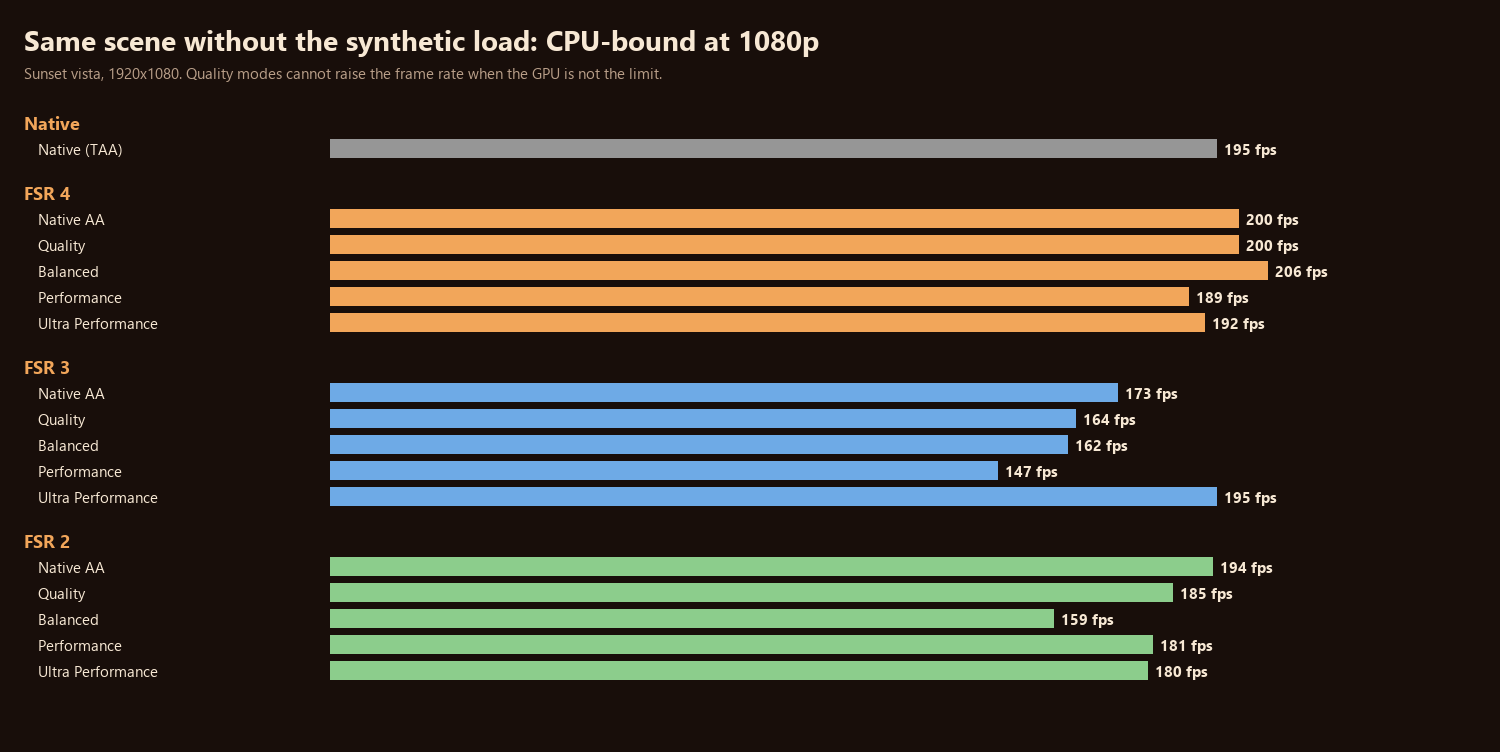 Same scene without the synthetic load: CPU-bound at 1080p
Sunset vista, 1920x1080. Quality modes cannot raise the frame rate when the GPU is not the limit.
Native
Native (TAA) 195 fps
FSR 4
Native AA 200 fps
Quality 200 fps
Balanced 206 fps
Performance 189 fps
Ultra Performance 192 fps
FSR 3
Native AA 173 fps
Quality 164 fps
Balanced 162 fps
Performance 147 fps
Ultra Performance 195 fps
FSR 2
Native AA 194 fps
Quality 185 fps
Balanced 159 fps
Performance 181 fps
Ultra Performance 180 fps